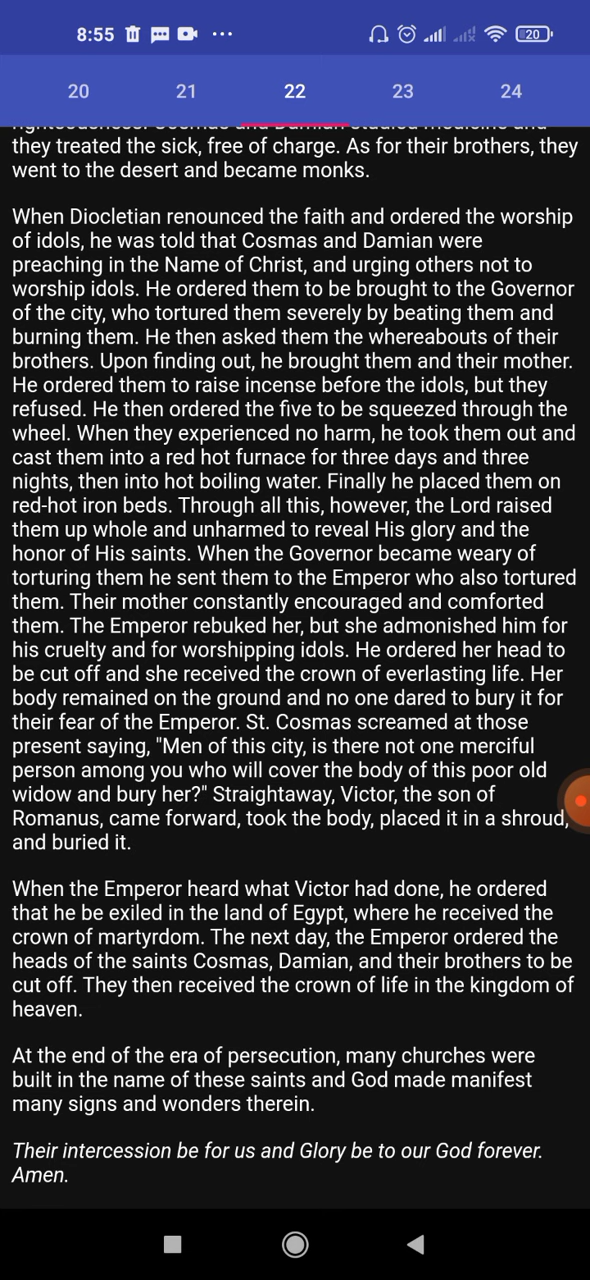 8:55
20
20 21 22 23 24
they treated the sick, free of charge. As for their brothers, they
went to the desert and became monks.
When Diocletian renounced the faith and ordered the worship
of idols, he was told that Cosmas and Damian were
preaching in the Name of Christ, and urging others not to
worship idols. He ordered them to be brought to the Governor
of the city, who tortured them severely by beating them and
burning them. He then asked them the whereabouts of their
brothers. Upon finding out, he brought them and their mother.
He ordered them to raise incense before the idols, but they
refused. He then ordered the five to be squeezed through the
wheel. When they experienced no harm, he took them out and
cast them into a red hot furnace for three days and three
nights, then into hot boiling water. Finally he placed them on
red-hot iron beds. Through all this, however, the Lord raised
them up whole and unharmed to reveal His glory and the
honor of His saints. When the Governor became weary of
torturing them he sent them to the Emperor who also tortured
them. Their mother constantly encouraged and comforted
them. The Emperor rebuked her, but she admonished him for
his cruelty and for worshipping idols. He ordered her head to
be cut off and she received the crown of everlasting life. Her
body remained on the ground and no one dared to bury it for
their fear of the Emperor. St. Cosmas screamed at those
present saying, "Men of this city, is there not one merciful
person among you who will cover the body of this poor old
widow and bury her?" Straightaway, Victor, the son of
Romanus, came forward, took the body, placed it in a shroud,
and buried it.
When the Emperor heard what Victor had done, he ordered
that he be exiled in the land of Egypt, where he received the
crown of martyrdom. The next day, the Emperor ordered the
heads of the saints Cosmas, Damian, and their brothers to be
cut off. They then received the crown of life in the kingdom of
heaven.
At the end of the era of persecution, many churches were
built in the name of these saints and God made manifest
many signs and wonders therein.
Their intercession be for us and Glory be to our God forever.
Amen.